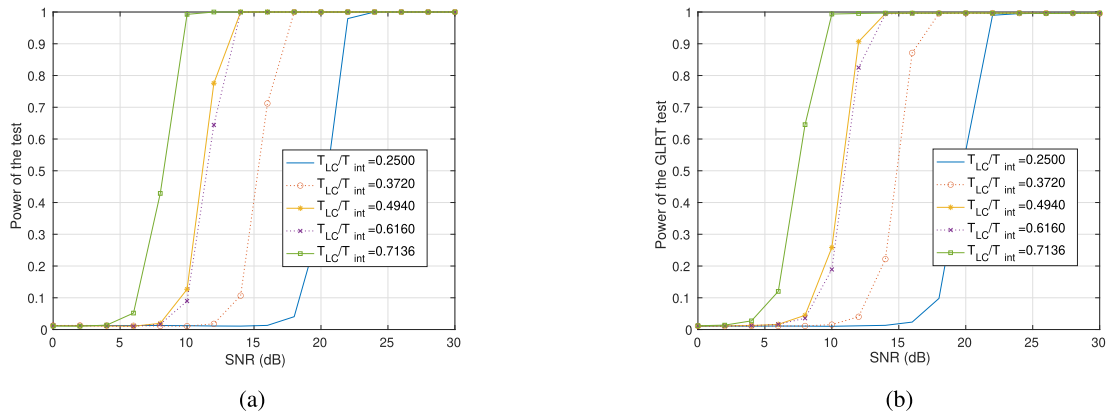 1
0.9
0.8
0.7
0.6
0.5
0.4
0.3
0.2
0.1
0
Power of the test
0 5 10 15 20 25 30
SNR (dB)
T_LC/T_int=0.2500
T_LC/T_int=0.3720
T_LC/T_int=0.4940
T_LC/T_int=0.6160
T_LC/T_int=0.7136
(a)
1
0.9
0.8
0.7
0.6
0.5
0.4
0.3
0.2
0.1
0
Power of the GLRT test
0 5 10 15 20 25 30
SNR (dB)
T_LC/T_int=0.2500
T_LC/T_int=0.3720
T_LC/T_int=0.4940
T_LC/T_int=0.6160
T_LC/T_int=0.7136
(b)